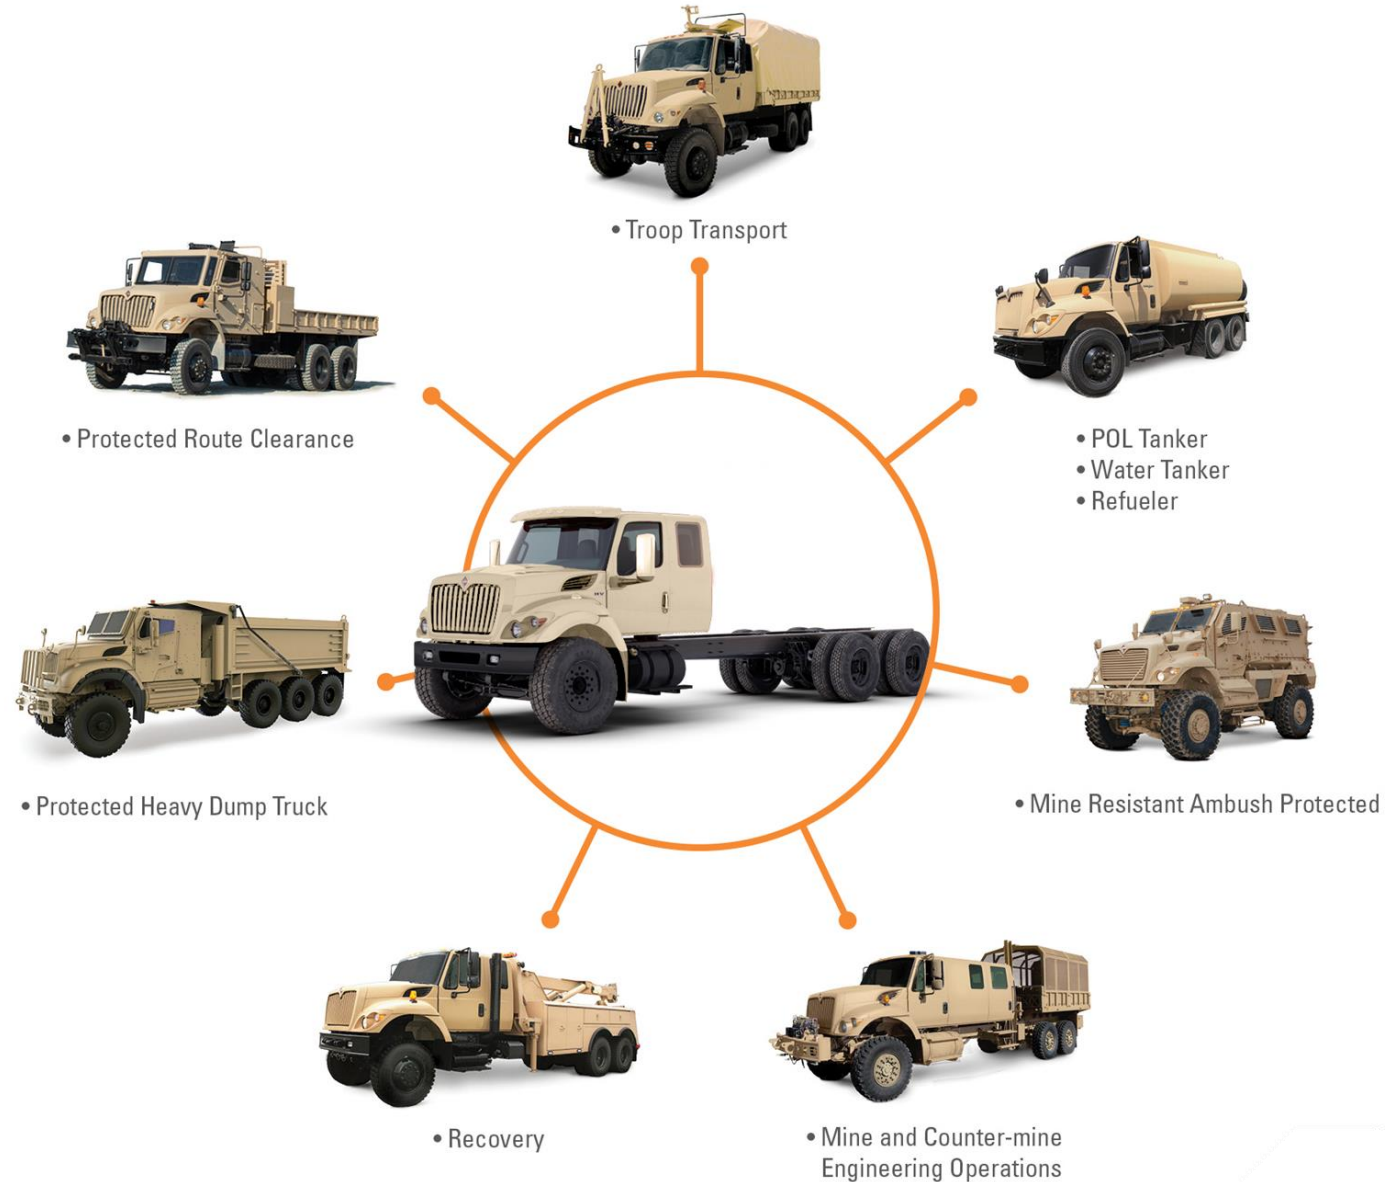 • Troop Transport
• Protected Route Clearance
• POL Tanker
• Water Tanker
• Refueler
• Protected Heavy Dump Truck
• Mine Resistant Ambush Protected
• Recovery
• Mine and Counter-mine
Engineering Operations